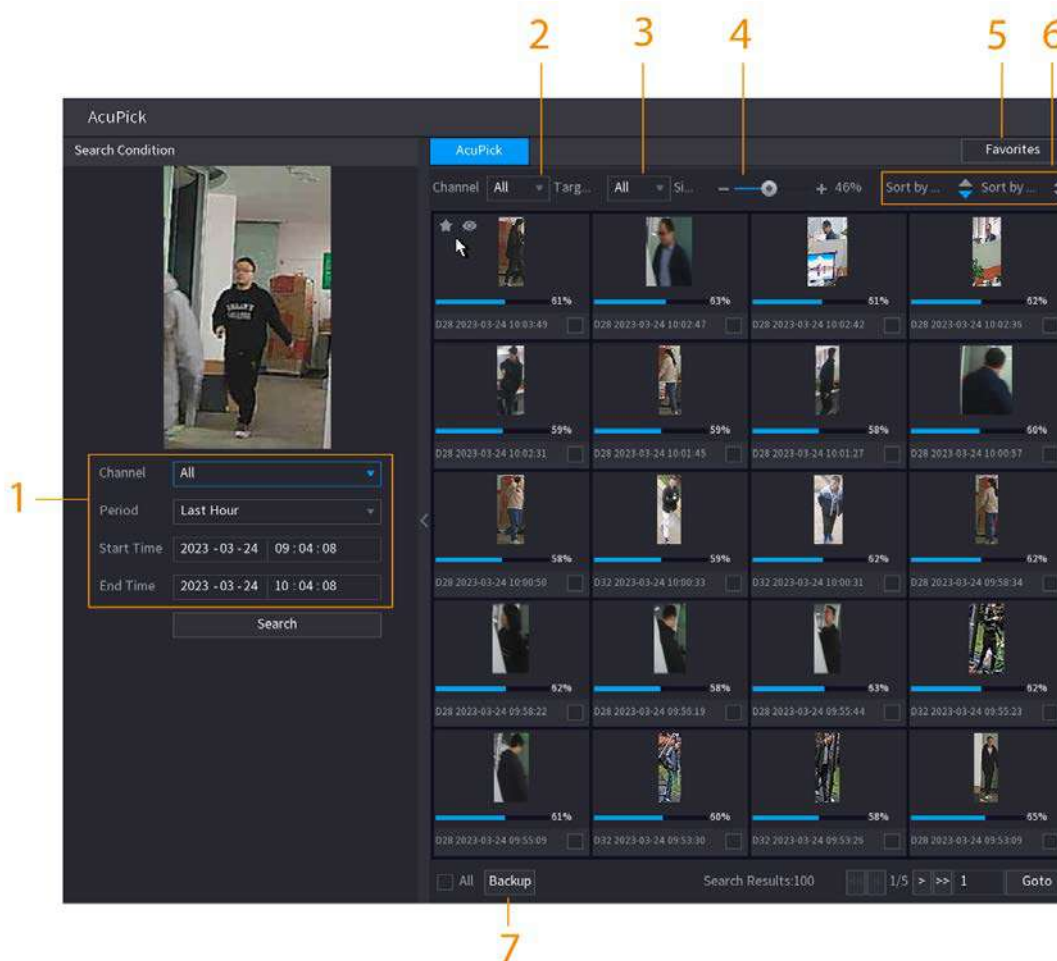 2 3 4 5 6
AcuPick
Search Condition
AcuPick
Favorites
Channel All Targ... All Si... 46% Sort by ... Sort by ...
61% 63% 61% 62%
D28 2023-03-24 10:03:49 D28 2023-03-24 10:02:47 D28 2023-03-24 10:02:42 D28 2023-03-24 10:02:36
59% 59% 58% 60%
D28 2023-03-24 10:02:31 D28 2023-03-24 10:01:45 D28 2023-03-24 10:01:27 D28 2023-03-24 10:00:57
1
Channel All
Period Last Hour
Start Time 2023 -03 -24 09 : 04 : 08
End Time 2023 -03 -24 10 : 04 : 08
Search
58% 59% 62% 62%
D28 2023-03-24 10:00:50 D32 2023-03-24 10:00:33 D32 2023-03-24 10:00:31 D28 2023-03-24 09:58:34
62% 58% 63% 62%
D28 2023-03-24 09:58:22 D28 2023-03-24 09:56:19 D28 2023-03-24 09:55:44 D32 2023-03-24 09:55:23
61% 60% 58% 65%
D28 2023-03-24 09:55:09 D32 2023-03-24 09:53:30 D32 2023-03-24 09:53:26 D28 2023-03-24 09:53:09
All Backup Search Results:100 1/5 > >> 1 Goto
7